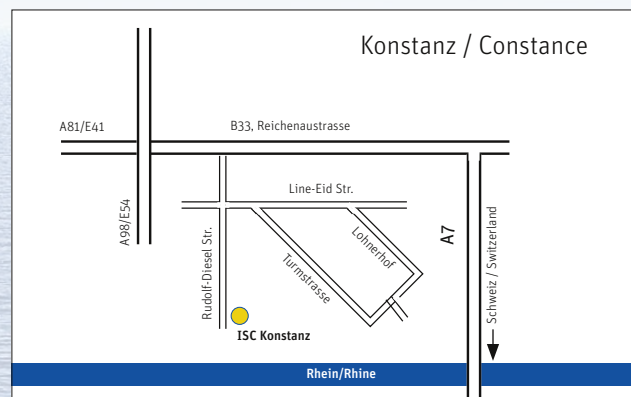 Konstanz / Constance
A81/E41
B33, Reichenaustrasse
A98/E54
Line-Eid Str.
Rudolf-Diesel Str.
Turmstrasse
Lohnerhof
A7
Schweiz / Switzerland
ISC Konstanz
Rhein/Rhine